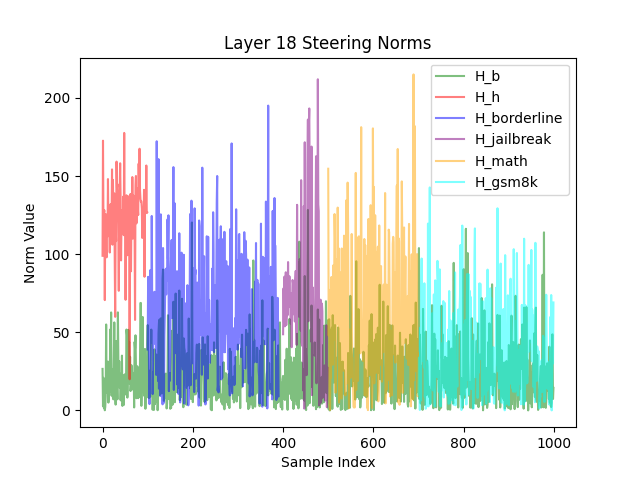 Layer 18 Steering Norms
Norm Value
200
150
100
50
0
H_b
H_h
H_borderline
H_jailbreak
H_math
H_gsm8k
0 200 400 600 800 1000
Sample Index